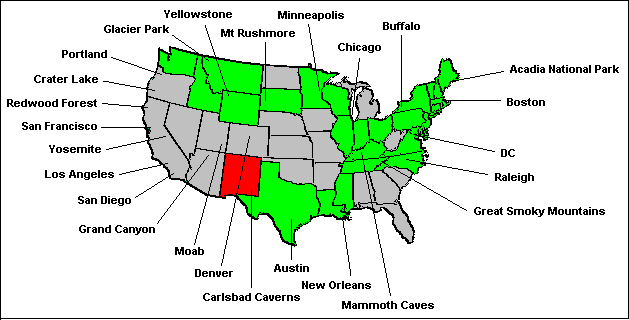 Yellowstone
Minneapolis
Glacier Park
Mt Rushmore
Buffalo
Portland
Chicago
Crater Lake
Acadia National Park
Redwood Forest
Boston
San Francisco
Yosemite
DC
Los Angeles
Raleigh
San Diego
Great Smoky Mountains
Grand Canyon
Moab
Denver
Austin
New Orleans
Carlsbad Caverns
Mammoth Caves